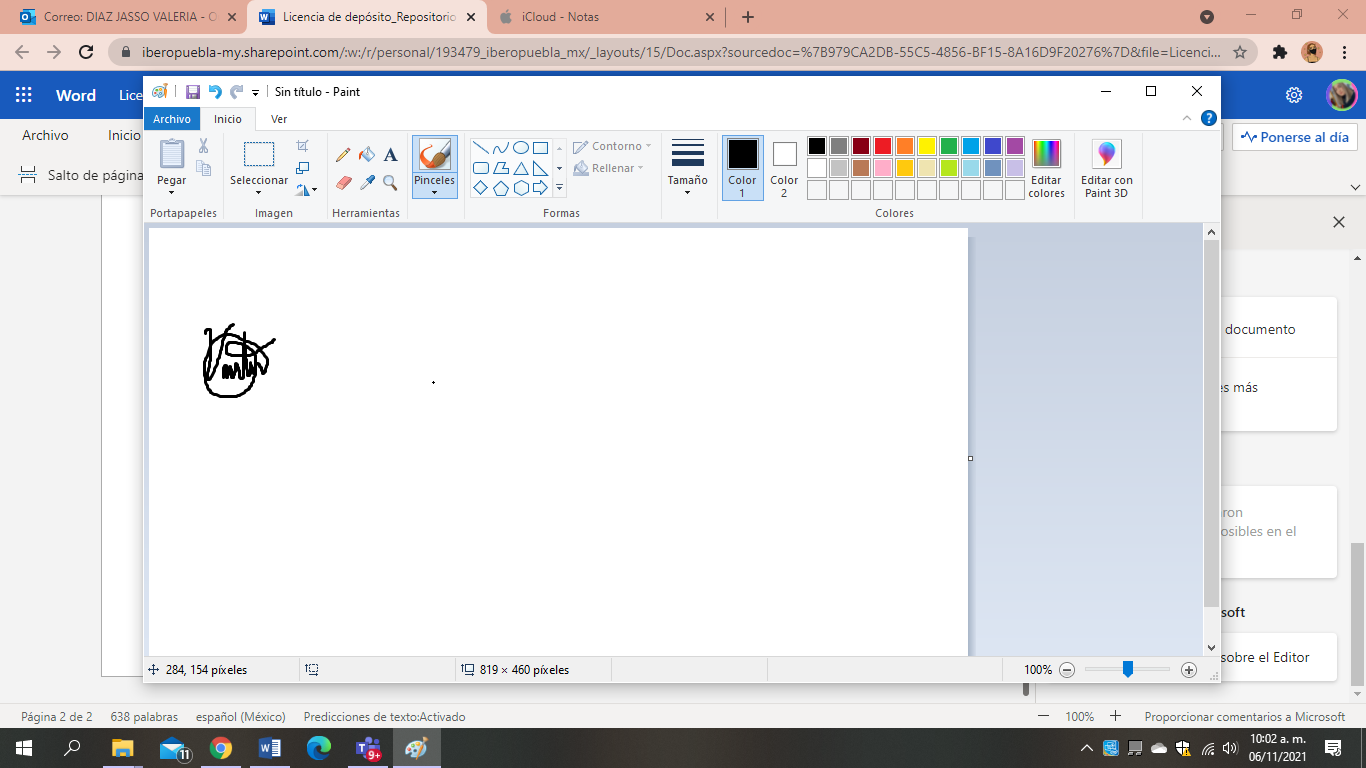 Correo: DIAZ JASSO VALERIA - O
Licencia de depósito_Repositorio
iCloud - Notas
iberopuebla-my.sharepoint.com/:w:/r/personal/193479_iberopuebla_mx/_layouts/15/Doc.aspx?sourcedoc=%7B979CA2DB-55C5-4856-BF15-8A16D9F20276%7D&file=Licenci...
Word
Lice
Sin título - Paint
Archivo
Inicio
Ver
Archivo
Inicio
Ponerse al día
Salto de página
Pegar
Seleccionar
Pinceles
Contorno
Rellenar
Tamaño
Color 1
Color 2
Editar colores
Editar con Paint 3D
Portapapeles
Imagen
Herramientas
Formas
Colores
documento
es más
aron
osibles en el
soft
sobre el Editor
284, 154 píxeles
819 × 460 píxeles
100%
Página 2 de 2
638 palabras
español (México)
Predicciones de texto:Activado
100%
Proporcionar comentarios a Microsoft
11
9+
10:02 a. m.
06/11/2021